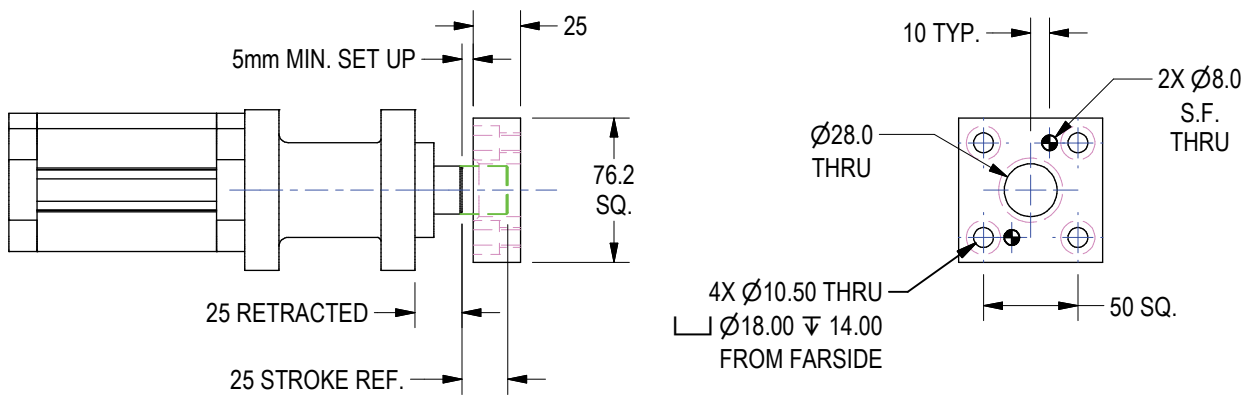 25
5mm MIN. SET UP
76.2
SQ.
25 RETRACTED
25 STROKE REF.
10 TYP.
2X Ø8.0
S.F.
THRU
Ø28.0
THRU
4X Ø10.50 THRU
⌴ Ø18.00 ↧ 14.00
FROM FARSIDE
50 SQ.